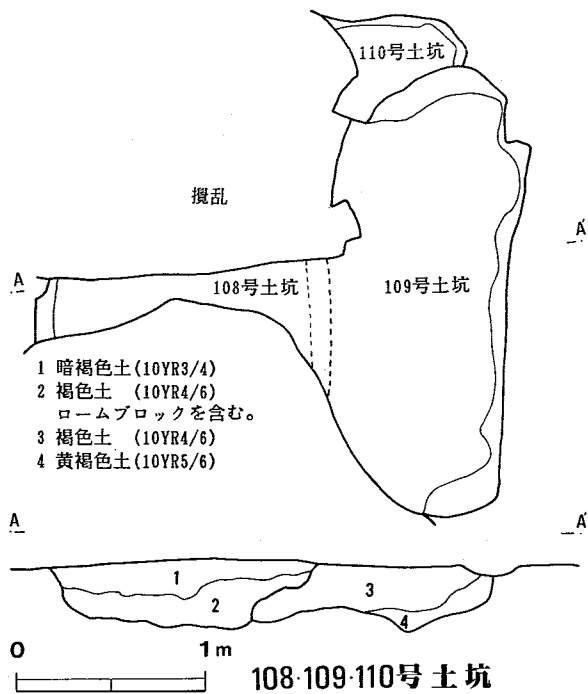 110号土坑
攪乱
A A'
108号土坑 109号土坑
1 暗褐色土(10YR3/4)
2 褐色土 (10YR4/6)
ロームブロックを含む。
3 褐色土 (10YR4/6)
4 黄褐色土(10YR5/6)
A A'
1 3
2 4
0 1m
108·109·110号土坑